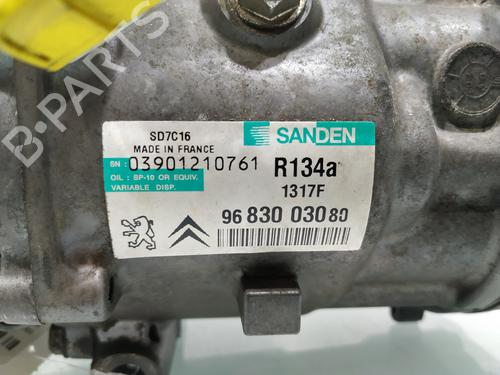 SD7C16
MADE IN FRANCE
SANDEN
SN: 03901210761
R134a
OIL: SP-10 OR EQUIV.
VARIABLE DISP.
1317F
96 830 030 80
B-PARTS